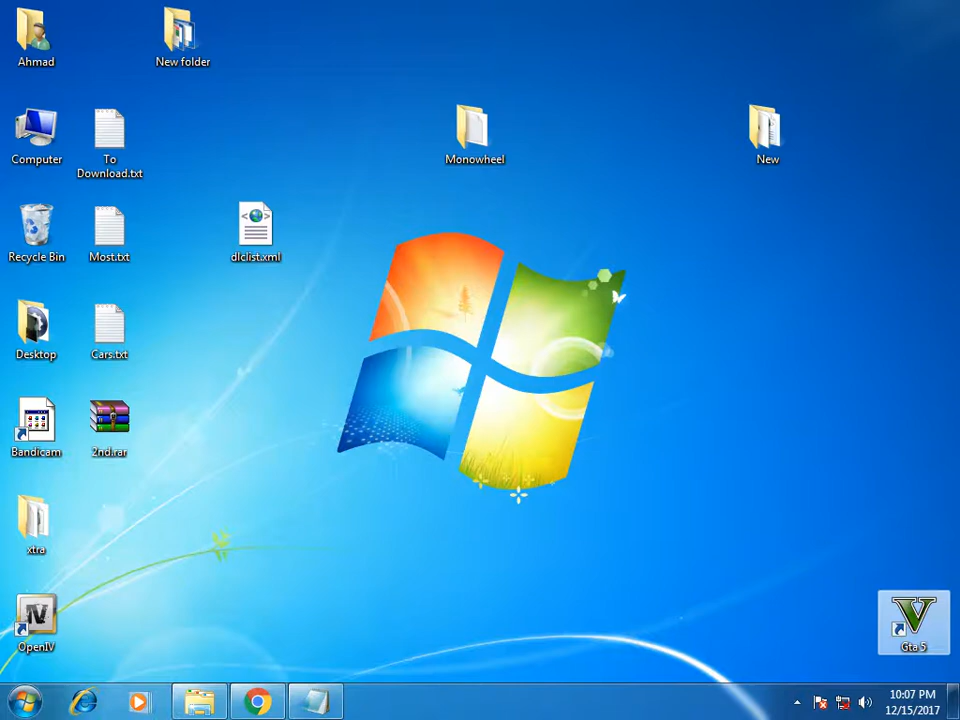 Ahmad
New folder
Computer
To
Download.txt
Monowheel
New
Recycle Bin
Most.txt
dlclist.xml
Desktop
Cars.txt
Bandicam
2nd.rar
xtra
IV
OpenIV
V
Gta 5
10:07 PM
12/15/2017